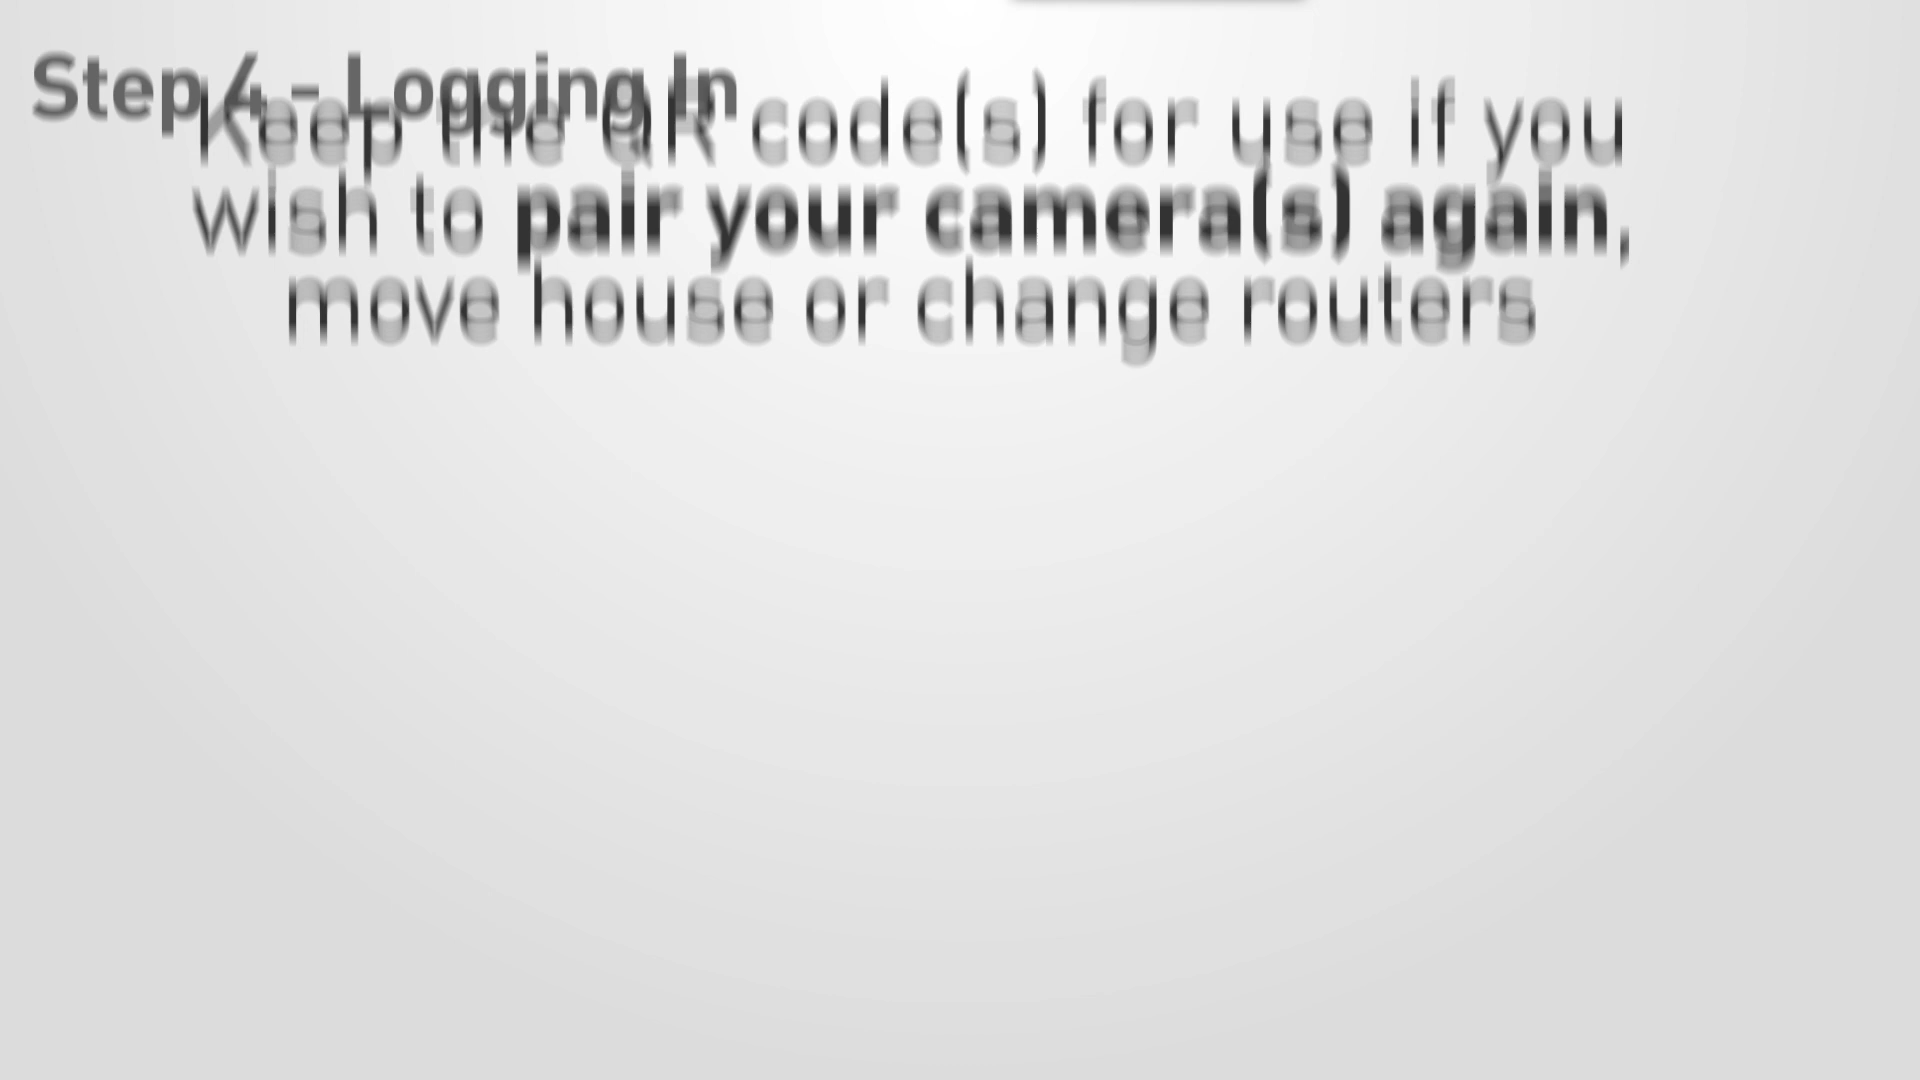 Step 4 – Logging In
Keep the QR code(s) for use if you
wish to pair your camera(s) again,
move house or change routers